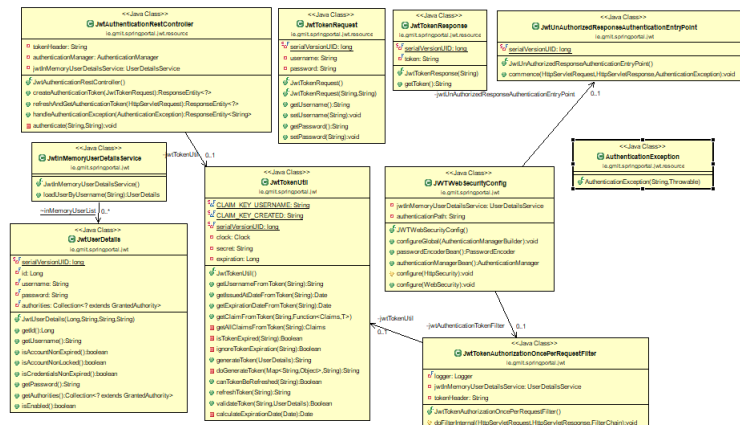 <<Java Class>>
JwtAuthenticationRestController
ie.gmit.springportal.jwt.resource
tokenHeader: String
authenticationManager: AuthenticationManager
jwtInMemoryUserDetailsService: UserDetailsService
JwtAuthenticationRestController()
createAuthenticationToken(JwtTokenRequest):ResponseEntity<?>
refreshAndGetAuthenticationToken(HttpServletRequest):ResponseEntity<?>
handleAuthenticationException(AuthenticationException):ResponseEntity<String>
authenticate(String,String):void
<<Java Class>>
JwtTokenRequest
ie.gmit.springportal.jwt.resource
serialVersionUID: long
username: String
password: String
JwtTokenRequest()
JwtTokenRequest(String,String)
getUsername():String
setUsername(String):void
getPassword():String
setPassword(String):void
<<Java Class>>
JwtTokenResponse
ie.gmit.springportal.jwt.resource
serialVersionUID: long
token: String
JwtTokenResponse(String)
getToken():String
<<Java Class>>
JwtUnAuthorizedResponseAuthenticationEntryPoint
ie.gmit.springportal.jwt
serialVersionUID: long
JwtUnAuthorizedResponseAuthenticationEntryPoint()
commence(HttpServletRequest,HttpServletResponse,AuthenticationException):void
-jwtUnAuthorizedResponseAuthenticationEntryPoint
0..1
<<Java Class>>
AuthenticationException
ie.gmit.springportal.jwt.resource
AuthenticationException(String,Throwable)
<<Java Class>>
JwtInMemoryUserDetailsService
ie.gmit.springportal.jwt
JwtInMemoryUserDetailsService()
loadUserByUsername(String):UserDetails
-jwtTokenUtil
0..1
~inMemoryUserList
0..*
<<Java Class>>
JwtUserDetails
ie.gmit.springportal.jwt
serialVersionUID: long
id: Long
username: String
password: String
authorities: Collection<? extends GrantedAuthority>
JwtUserDetails(Long,String,String,String)
getId():Long
getUsername():String
isAccountNonExpired():boolean
isAccountNonLocked():boolean
isCredentialsNonExpired():boolean
getPassword():String
getAuthorities():Collection<? extends GrantedAuthority>
isEnabled():boolean
<<Java Class>>
JwtTokenUtil
ie.gmit.springportal.jwt
CLAIM_KEY_USERNAME: String
CLAIM_KEY_CREATED: String
serialVersionUID: long
clock: Clock
secret: String
expiration: Long
JwtTokenUtil()
getUsernameFromToken(String):String
getIssuedAtDateFromToken(String):Date
getExpirationDateFromToken(String):Date
getClaimFromToken(String,Function<Claims,T>)
getAllClaimsFromToken(String):Claims
isTokenExpired(String):Boolean
ignoreTokenExpiration(String):Boolean
generateToken(UserDetails):String
doGenerateToken(Map<String,Object>,String):String
canTokenBeRefreshed(String):Boolean
refreshToken(String):String
validateToken(String,UserDetails):Boolean
calculateExpirationDate(Date):Date
<<Java Class>>
JWTWebSecurityConfig
ie.gmit.springportal.jwt
jwtInMemoryUserDetailsService: UserDetailsService
authenticationPath: String
JWTWebSecurityConfig()
configureGlobal(AuthenticationManagerBuilder):void
passwordEncoderBean():PasswordEncoder
authenticationManagerBean():AuthenticationManager
configure(HttpSecurity):void
configure(WebSecurity):void
-jwtTokenUtil
0..1
-jwtAuthenticationTokenFilter
0..1
<<Java Class>>
JwtTokenAuthorizationOncePerRequestFilter
ie.gmit.springportal.jwt
logger: Logger
jwtInMemoryUserDetailsService: UserDetailsService
tokenHeader: String
JwtTokenAuthorizationOncePerRequestFilter()
doFilterInternal(HttpServletRequest,HttpServletResponse,FilterChain):void